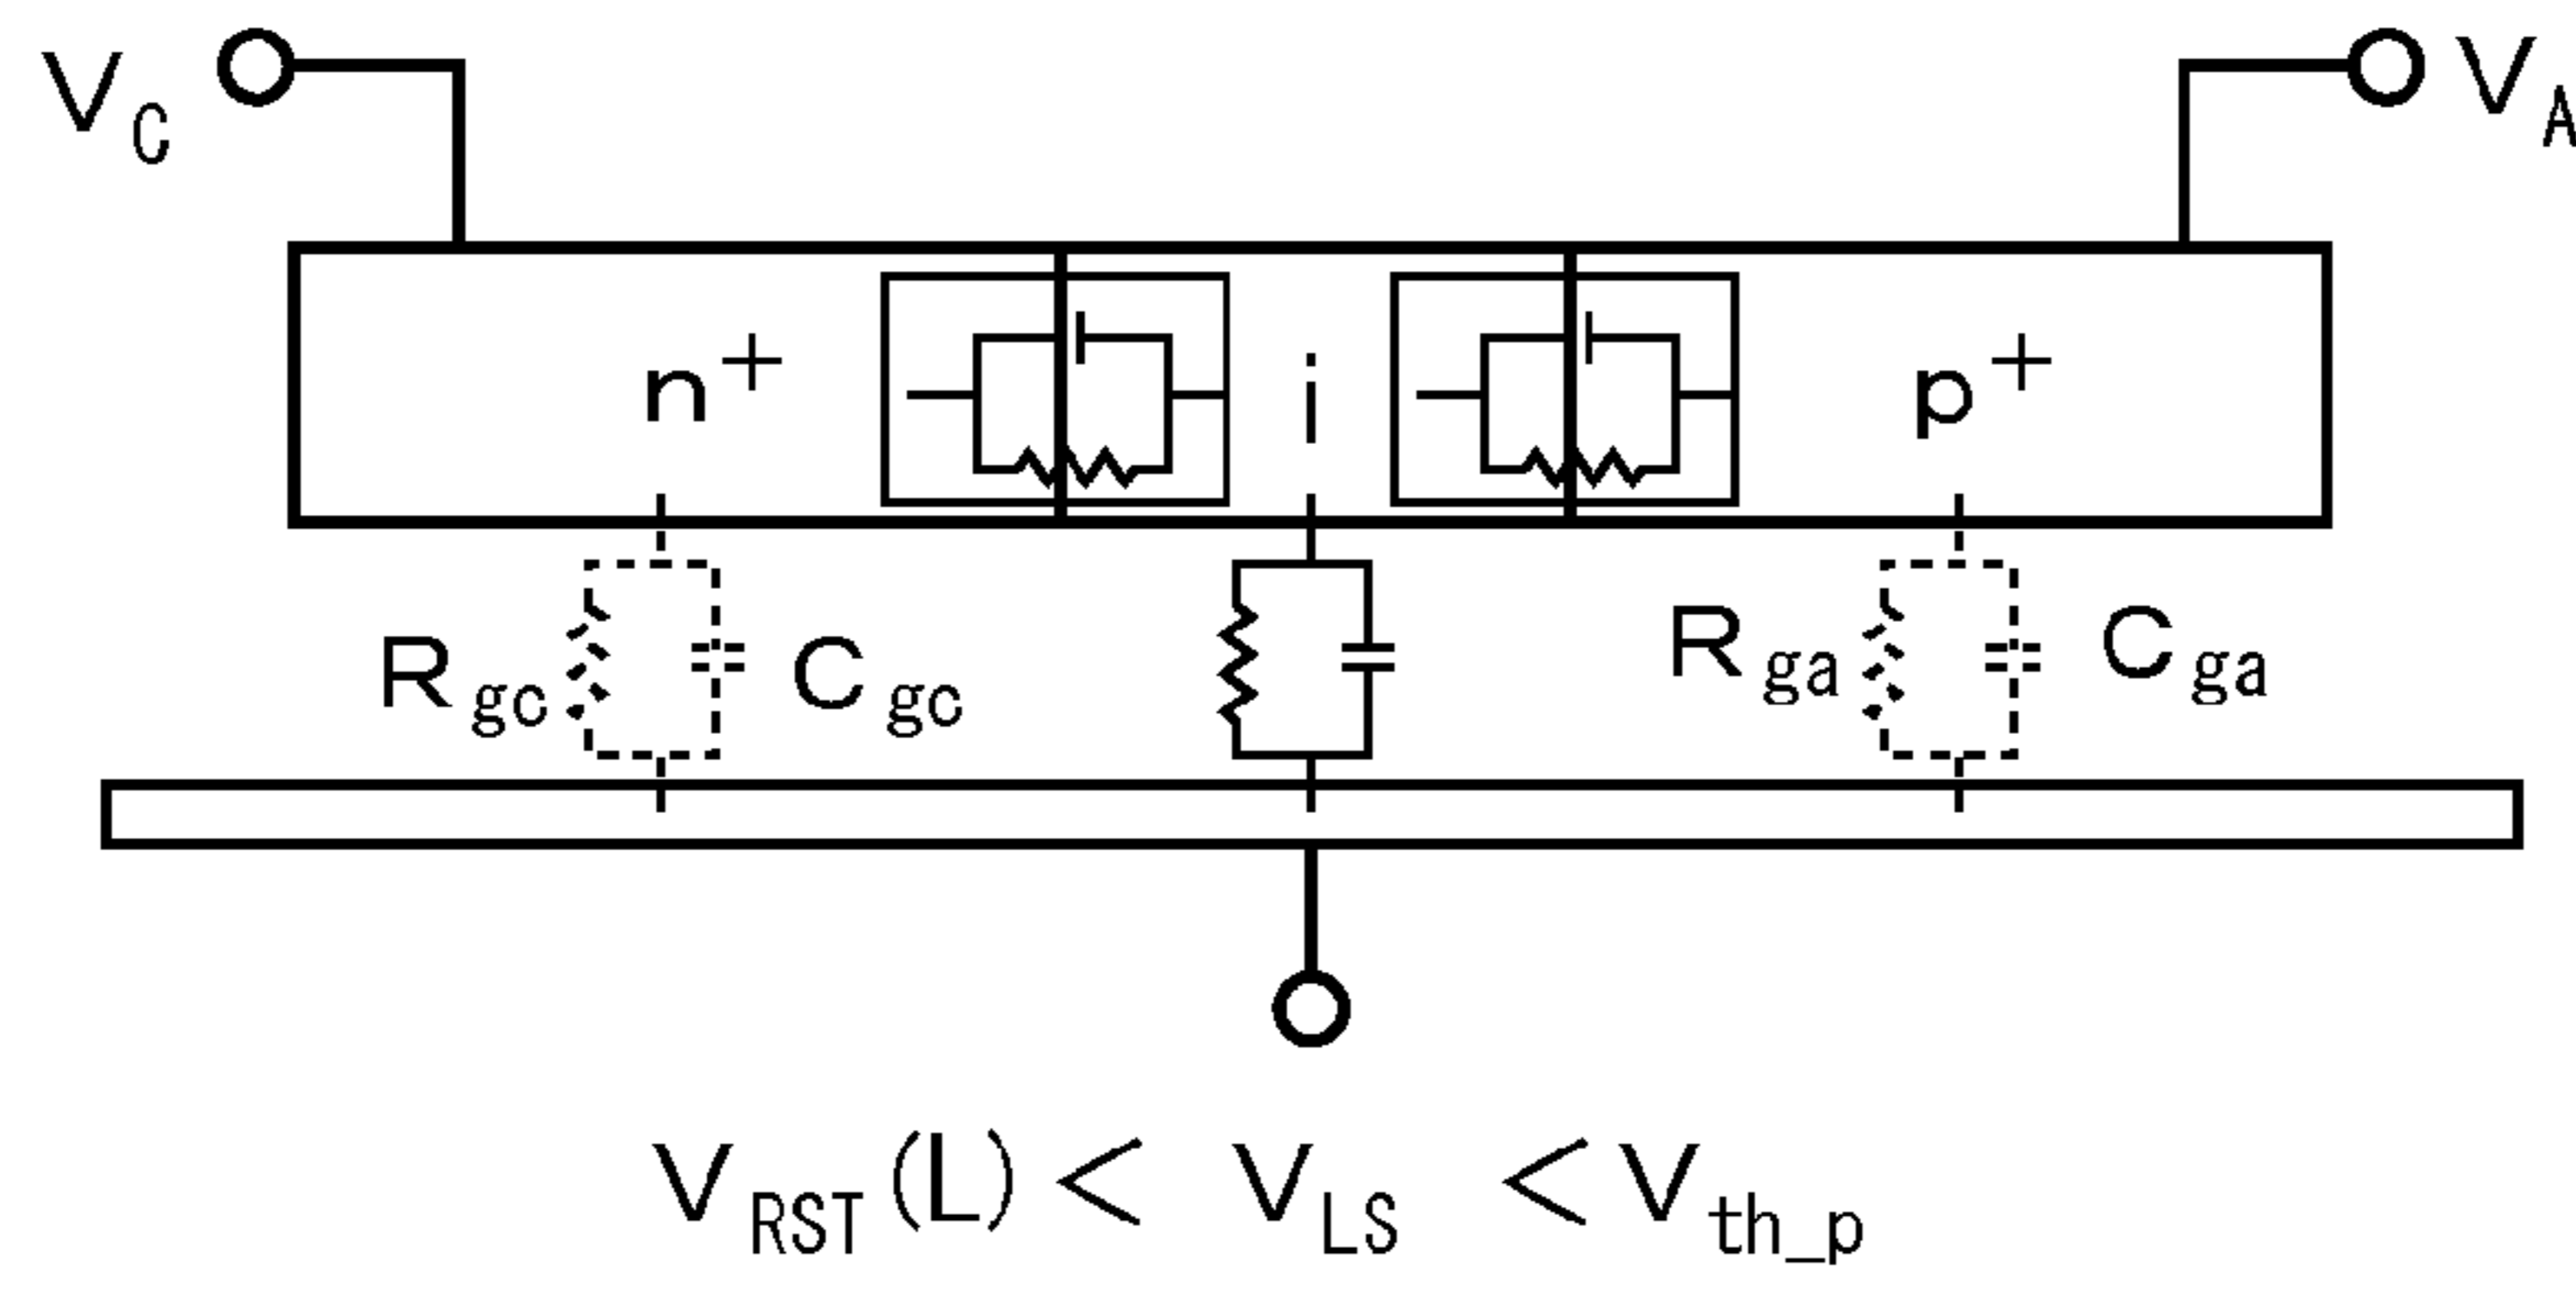 V_C V_A
n+ i p+
R_gc C_gc R_ga C_ga
V_RST (L) < V_LS < V_th_p